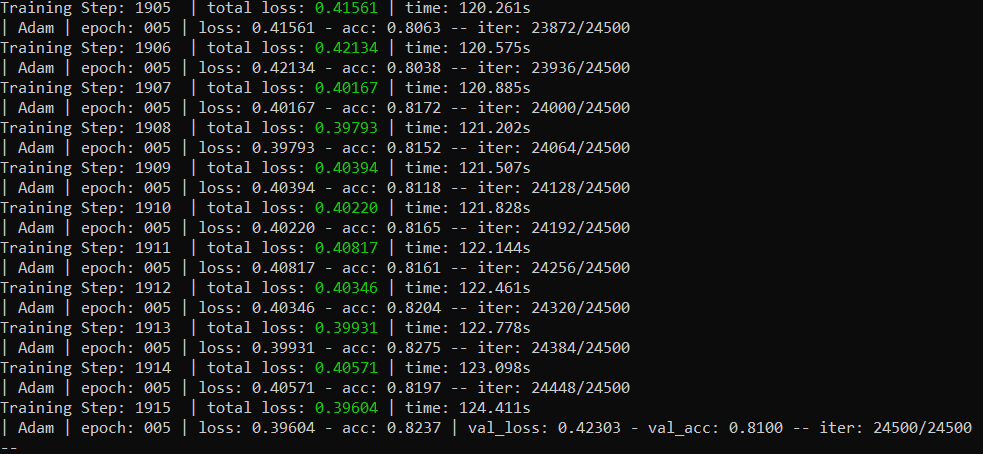 Training Step: 1905  | total loss: 0.41561 | time: 120.261s
| Adam | epoch: 005 | loss: 0.41561 - acc: 0.8063 -- iter: 23872/24500
Training Step: 1906  | total loss: 0.42134 | time: 120.575s
| Adam | epoch: 005 | loss: 0.42134 - acc: 0.8038 -- iter: 23936/24500
Training Step: 1907  | total loss: 0.40167 | time: 120.885s
| Adam | epoch: 005 | loss: 0.40167 - acc: 0.8172 -- iter: 24000/24500
Training Step: 1908  | total loss: 0.39793 | time: 121.202s
| Adam | epoch: 005 | loss: 0.39793 - acc: 0.8152 -- iter: 24064/24500
Training Step: 1909  | total loss: 0.40394 | time: 121.507s
| Adam | epoch: 005 | loss: 0.40394 - acc: 0.8118 -- iter: 24128/24500
Training Step: 1910  | total loss: 0.40220 | time: 121.828s
| Adam | epoch: 005 | loss: 0.40220 - acc: 0.8165 -- iter: 24192/24500
Training Step: 1911  | total loss: 0.40817 | time: 122.144s
| Adam | epoch: 005 | loss: 0.40817 - acc: 0.8161 -- iter: 24256/24500
Training Step: 1912  | total loss: 0.40346 | time: 122.461s
| Adam | epoch: 005 | loss: 0.40346 - acc: 0.8204 -- iter: 24320/24500
Training Step: 1913  | total loss: 0.39931 | time: 122.778s
| Adam | epoch: 005 | loss: 0.39931 - acc: 0.8275 -- iter: 24384/24500
Training Step: 1914  | total loss: 0.40571 | time: 123.098s
| Adam | epoch: 005 | loss: 0.40571 - acc: 0.8197 -- iter: 24448/24500
Training Step: 1915  | total loss: 0.39604 | time: 124.411s
| Adam | epoch: 005 | loss: 0.39604 - acc: 0.8237 | val_loss: 0.42303 - val_acc: 0.8100 -- iter: 24500/24500
--